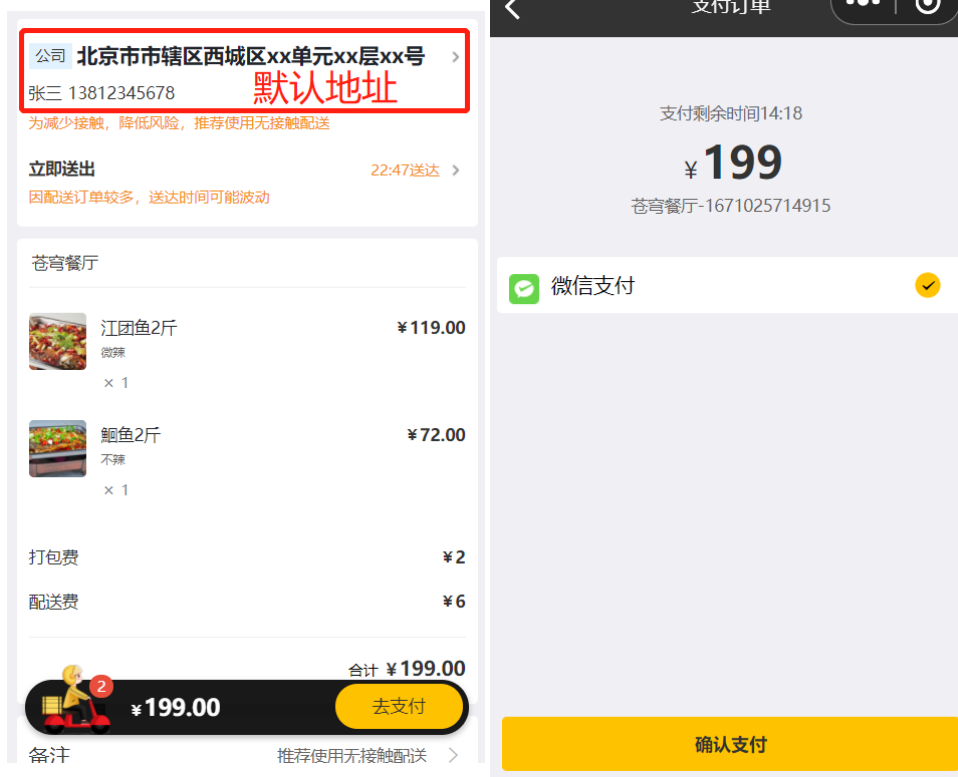 公司 北京市市辖区西城区xx单元xx层xx号
张三 13812345678
默认地址
为减少接触，降低风险，推荐使用无接触配送
立即送出 22:47送达
因配送订单较多，送达时间可能波动
苍穹餐厅
江团鱼2斤 ¥119.00
微辣
× 1
鮰鱼2斤 ¥72.00
不辣
× 1
打包费 ¥2
配送费 ¥6
合计 ¥199.00
2
¥199.00 去支付
备注 推荐使用无接触配送
支付订单
支付剩余时间14:18
¥199
苍穹餐厅-1671025714915
微信支付
确认支付